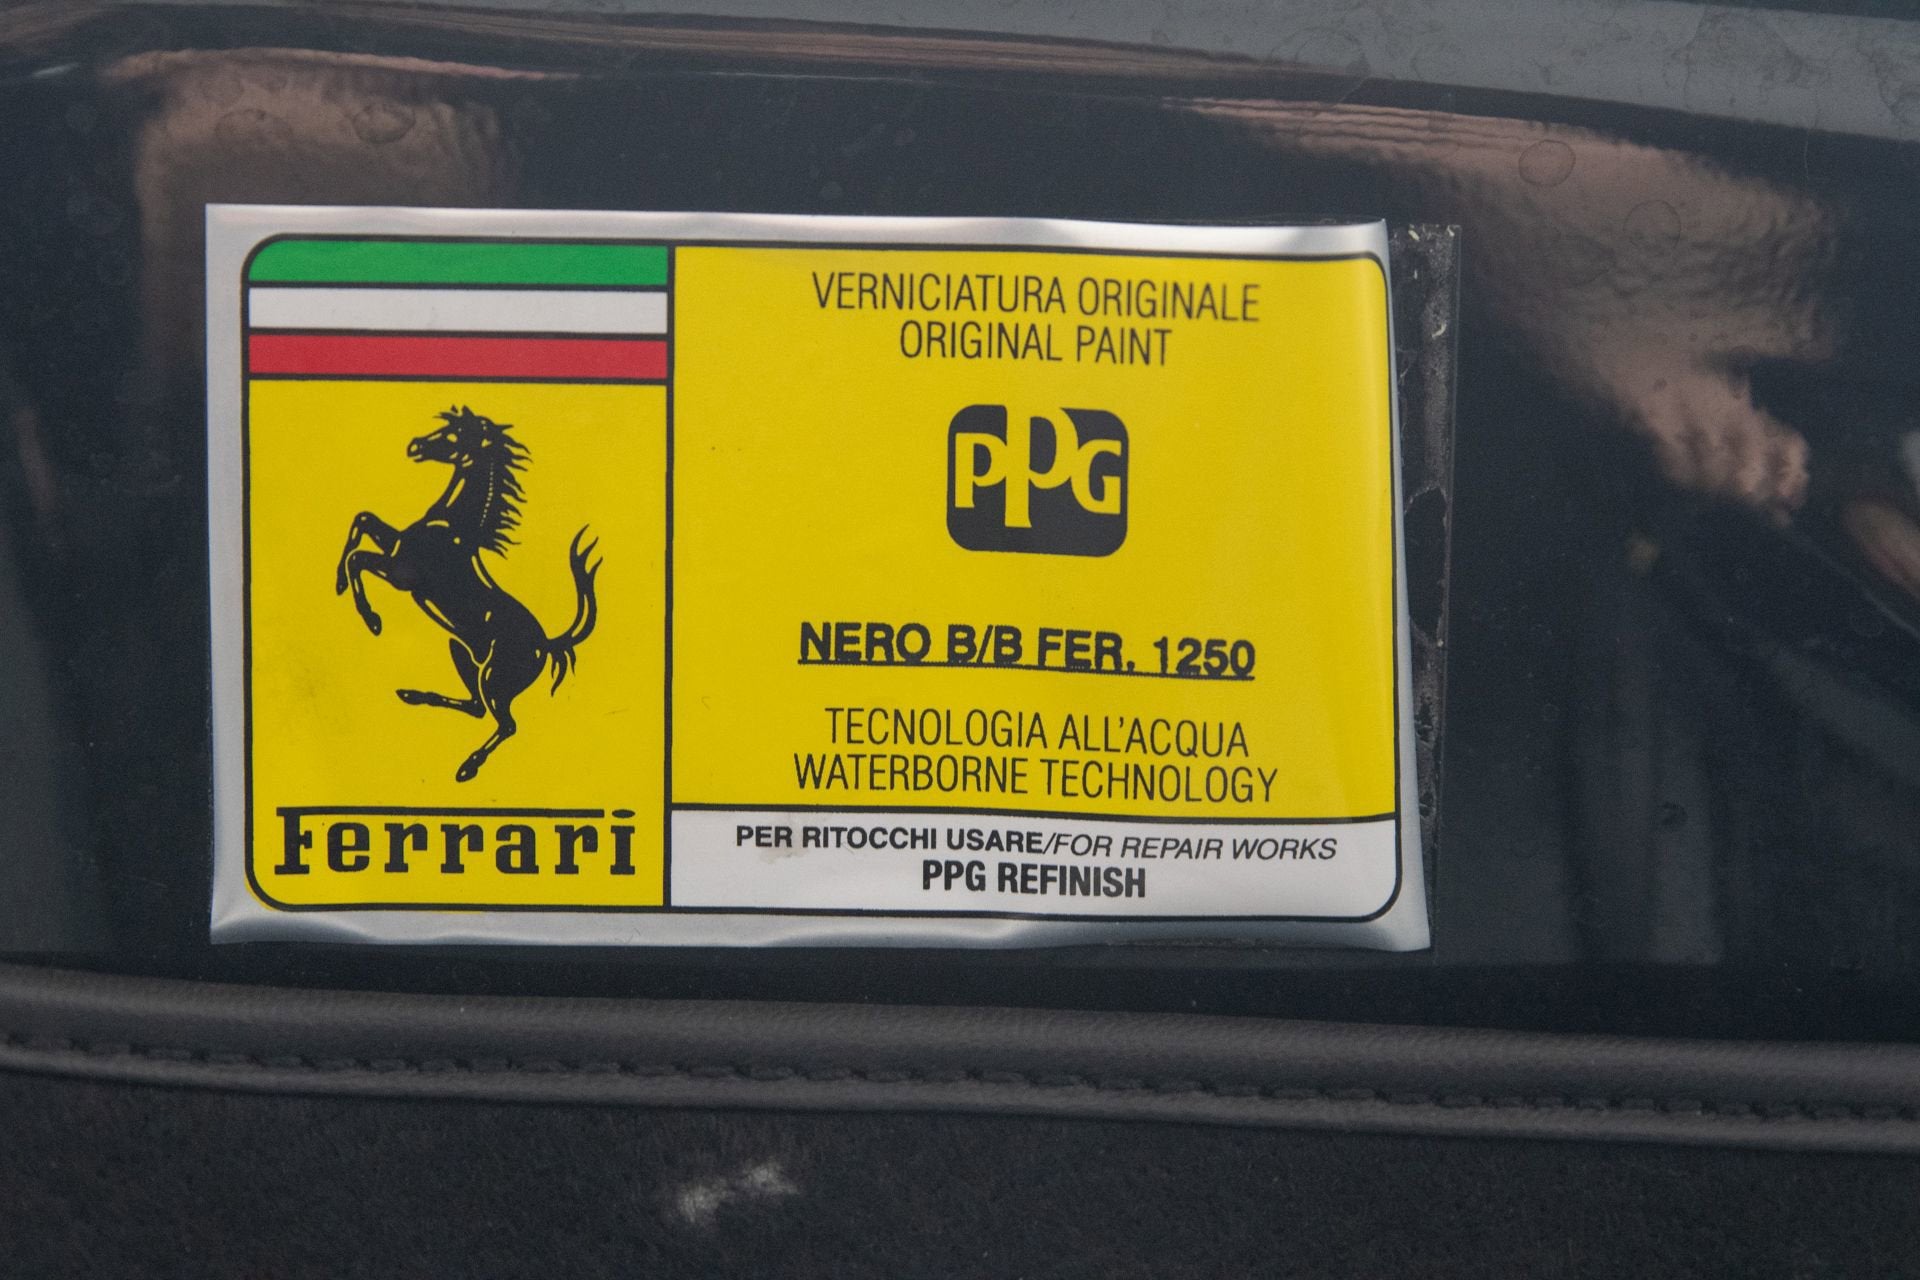 Ferrari
VERNICIATURA ORIGINALE
ORIGINAL PAINT
PPG
NERO B/B FER. 1250
TECNOLOGIA ALL'ACQUA
WATERBORNE TECHNOLOGY
PER RITOCCHI USARE/FOR REPAIR WORKS
PPG REFINISH